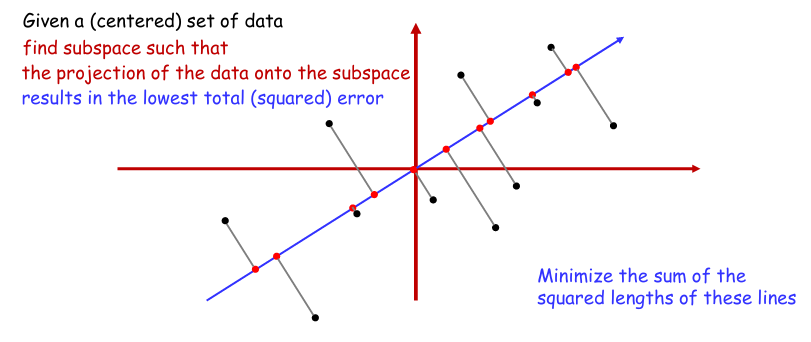 Given a (centered) set of data
find subspace such that
the projection of the data onto the subspace
results in the lowest total (squared) error
Minimize the sum of the
squared lengths of these lines